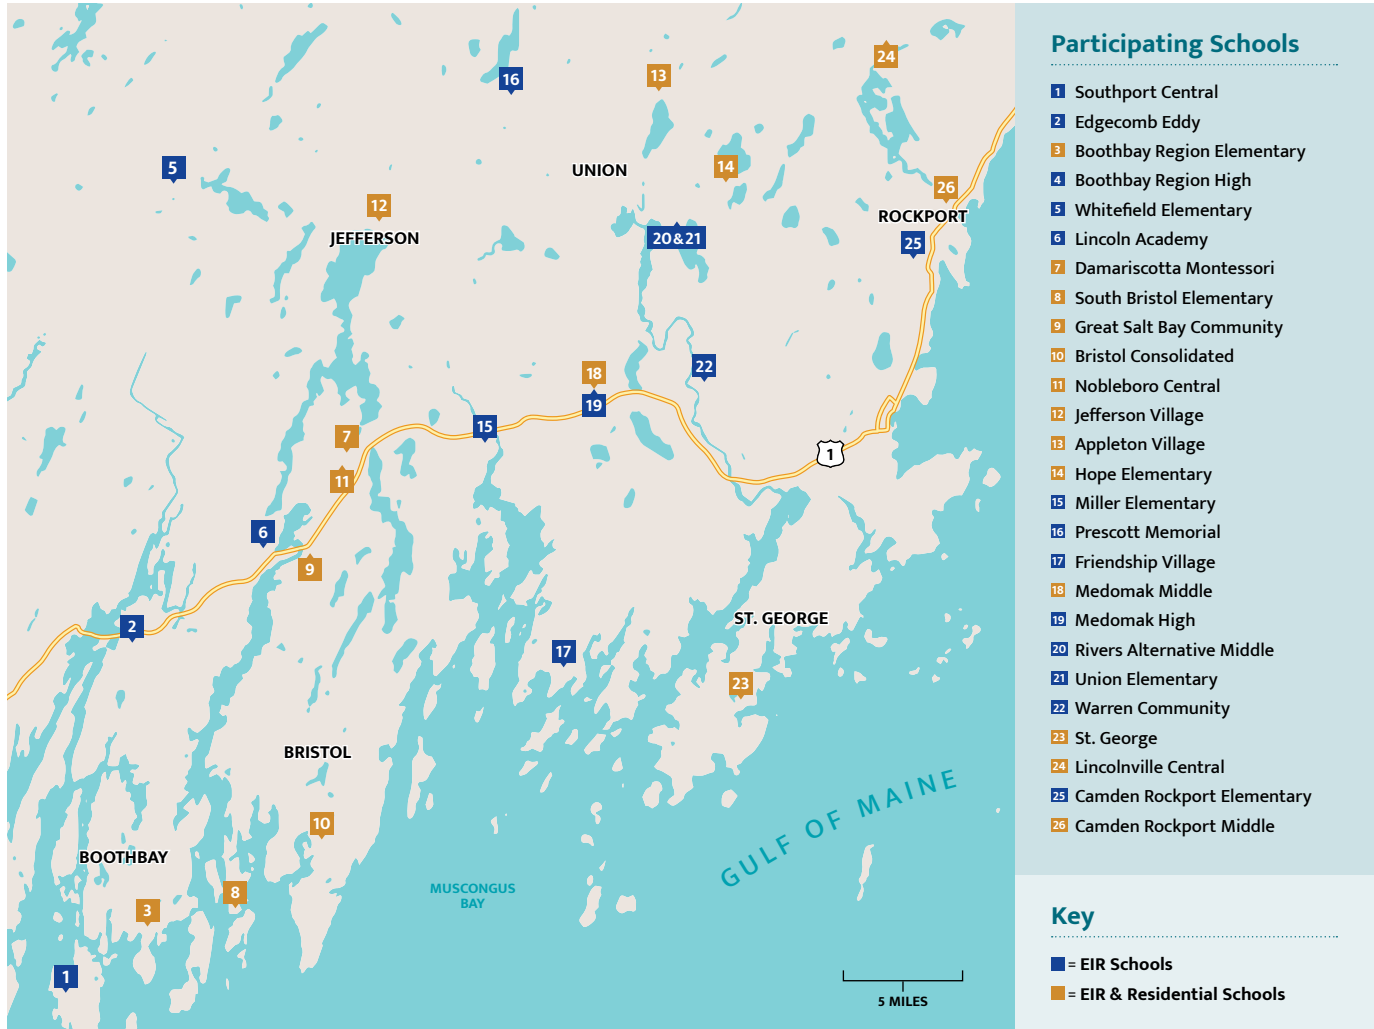 24
16
13
UNION
5
14
26
12
ROCKPORT
JEFFERSON
20&21
25
22
18
19
15
7
1
11
6
9
2
ST. GEORGE
17
23
BRISTOL
GULF OF MAINE
10
BOOTHBAY
MUSCONGUS
BAY
8
3
1
5 MILES
Participating Schools
1 Southport Central
2 Edgecomb Eddy
3 Boothbay Region Elementary
4 Boothbay Region High
5 Whitefield Elementary
6 Lincoln Academy
7 Damariscotta Montessori
8 South Bristol Elementary
9 Great Salt Bay Community
10 Bristol Consolidated
11 Nobleboro Central
12 Jefferson Village
13 Appleton Village
14 Hope Elementary
15 Miller Elementary
16 Prescott Memorial
17 Friendship Village
18 Medomak Middle
19 Medomak High
20 Rivers Alternative Middle
21 Union Elementary
22 Warren Community
23 St. George
24 Lincolnville Central
25 Camden Rockport Elementary
26 Camden Rockport Middle
Key
= EIR Schools
= EIR & Residential Schools